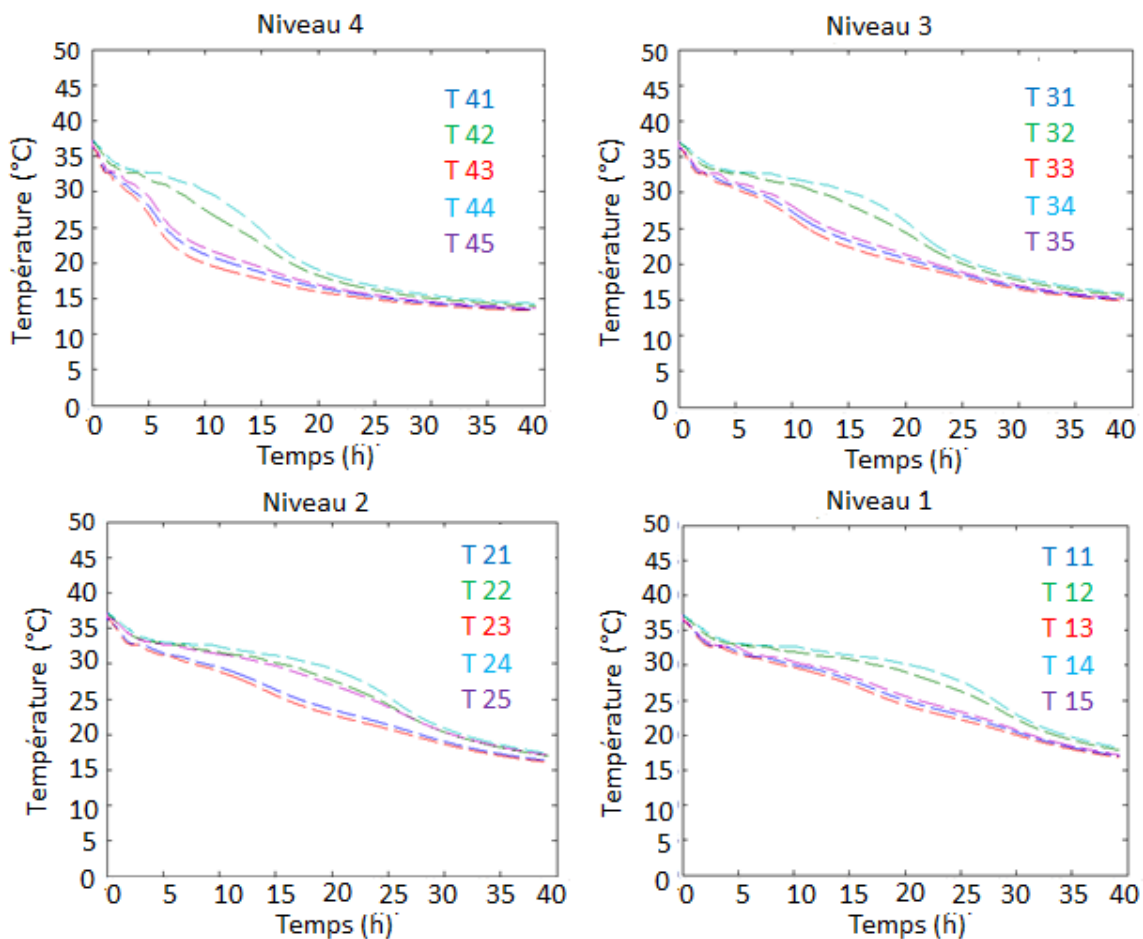 Niveau 4
50
45
40
35
30
25
20
15
10
5
0
Température (°C)
T 41
T 42
T 43
T 44
T 45
0 5 10 15 20 25 30 35 40
Temps (h)
Niveau 3
50
45
40
35
30
25
20
15
10
5
0
Température (°C)
T 31
T 32
T 33
T 34
T 35
0 5 10 15 20 25 30 35 40
Temps (h)
Niveau 2
50
45
40
35
30
25
20
15
10
5
0
Température (°C)
T 21
T 22
T 23
T 24
T 25
0 5 10 15 20 25 30 35 40
Temps (h)
Niveau 1
50
45
40
35
30
25
20
15
10
5
0
Température (°C)
T 11
T 12
T 13
T 14
T 15
0 5 10 15 20 25 30 35 40
Temps (h)